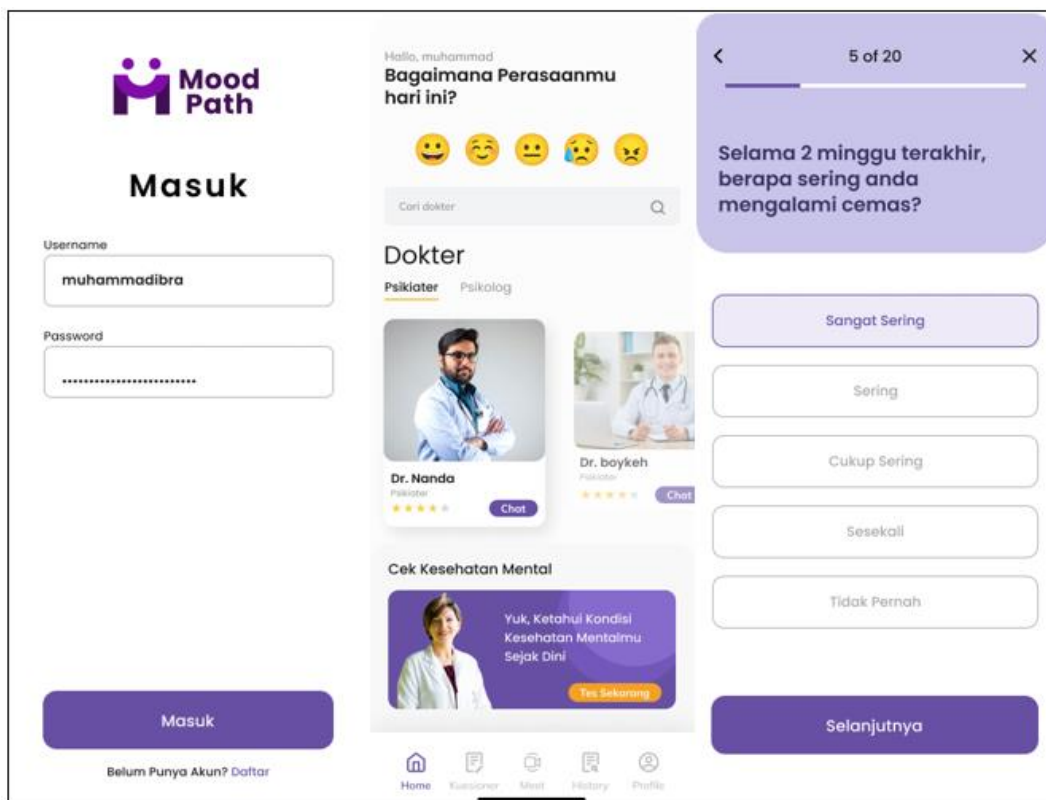 Mood
Path
Masuk
Username
muhammadibra
Password
Masuk
Belum Punya Akun? Daftar
Hallo, muhammad
Bagaimana Perasaanmu
hari ini?
Cari dokter
Dokter
Psikiater Psikolog
Dr. Nanda
Psikiater
Chat
Dr. boykeh
Psikiater
Chat
Cek Kesehatan Mental
Yuk, Ketahui Kondisi
Kesehatan Mentalmu
Sejak Dini
Tes Sekarang
Home Kuesioner Meet History Profile
5 of 20
Selama 2 minggu terakhir,
berapa sering anda
mengalami cemas?
Sangat Sering
Sering
Cukup Sering
Sesekali
Tidak Pernah
Selanjutnya